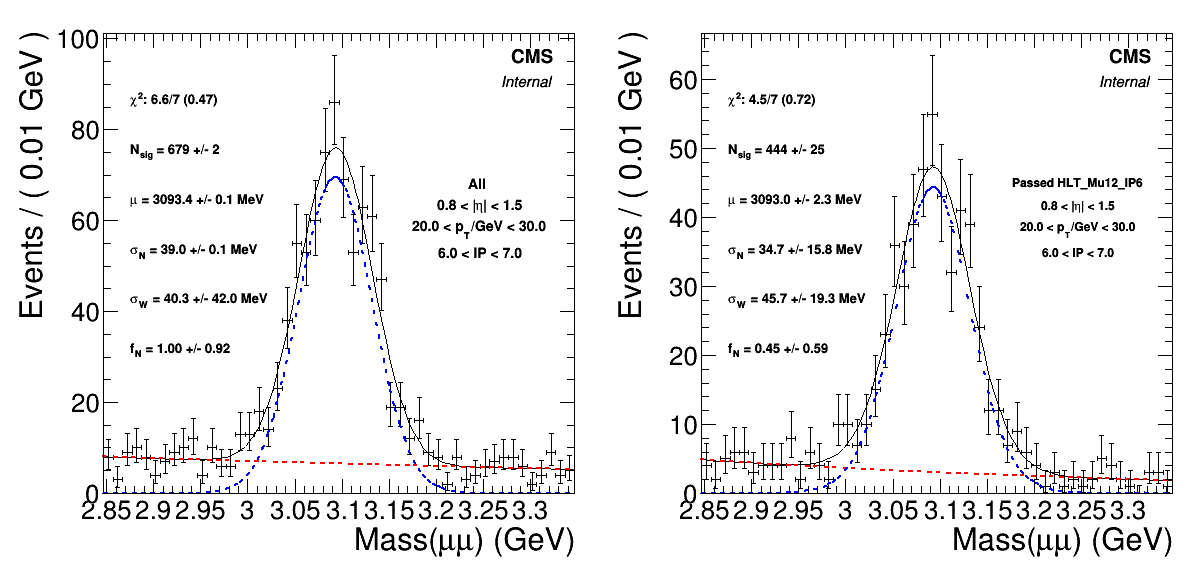 Events / ( 0.01 GeV )
100
80
60
40
20
0
CMS
Internal
χ²: 6.6/7 (0.47)
N_sig = 679 +/- 2
μ = 3093.4 +/- 0.1 MeV
σ_N = 39.0 +/- 0.1 MeV
σ_W = 40.3 +/- 42.0 MeV
f_N = 1.00 +/- 0.92
All
0.8 < |η| < 1.5
20.0 < p_T/GeV < 30.0
6.0 < IP < 7.0
2.85 2.9 2.95 3 3.05 3.1 3.15 3.2 3.25 3.3
Mass(μμ) (GeV)
Events / ( 0.01 GeV )
60
50
40
30
20
10
0
CMS
Internal
χ²: 4.5/7 (0.72)
N_sig = 444 +/- 25
μ = 3093.0 +/- 2.3 MeV
σ_N = 34.7 +/- 15.8 MeV
σ_W = 45.7 +/- 19.3 MeV
f_N = 0.45 +/- 0.59
Passed HLT_Mu12_IP6
0.8 < |η| < 1.5
20.0 < p_T/GeV < 30.0
6.0 < IP < 7.0
2.85 2.9 2.95 3 3.05 3.1 3.15 3.2 3.25 3.3
Mass(μμ) (GeV)